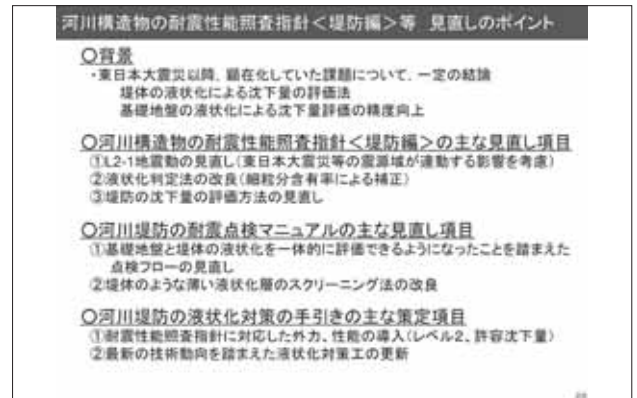 河川構造物の耐震性能照査指針＜堤防編＞等　見直しのポイント
○背景
・東日本大震災以降，顕在化していた課題について，一定の結論
堤体の液状化による沈下量の評価法
基礎地盤の液状化による沈下量評価の精度向上
○河川構造物の耐震性能照査指針＜堤防編＞の主な見直し項目
①L2-1地震動の見直し（東日本大震災等の震源域が連動する影響を考慮）
②液状化判定法の改良（細粒分含有率による補正）
③堤防の沈下量の評価方法の見直し
○河川堤防の耐震点検マニュアルの主な見直し項目
①基礎地盤と堤体の液状化を一体的に評価できるようになったことを踏まえた
点検フローの見直し
②堤体のような薄い液状化層のスクリーニング法の改良
○河川堤防の液状化対策の手引きの主な策定項目
①耐震性能照査指針に対応した外力、性能の導入（レベル2、許容沈下量）
②最新の技術動向を踏まえた液状化対策工の更新